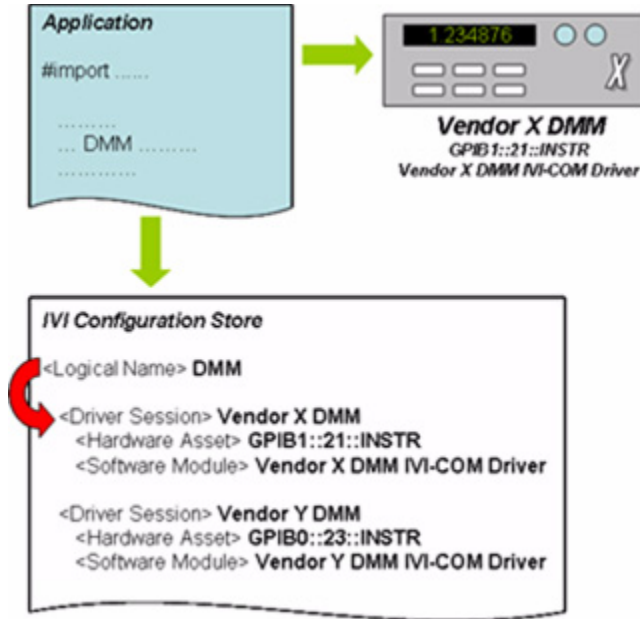 Application
#import ......
.........
... DMM .........
............
1.234876
X
Vendor X DMM
GPIB1::21::INSTR
Vendor X DMM IVI-COM Driver
IVI Configuration Store
<Logical Name> DMM
<Driver Session> Vendor X DMM
<Hardware Asset> GPIB1::21::INSTR
<Software Module> Vendor X DMM IVI-COM Driver
<Driver Session> Vendor Y DMM
<Hardware Asset> GPIB0::23::INSTR
<Software Module> Vendor Y DMM IVI-COM Driver